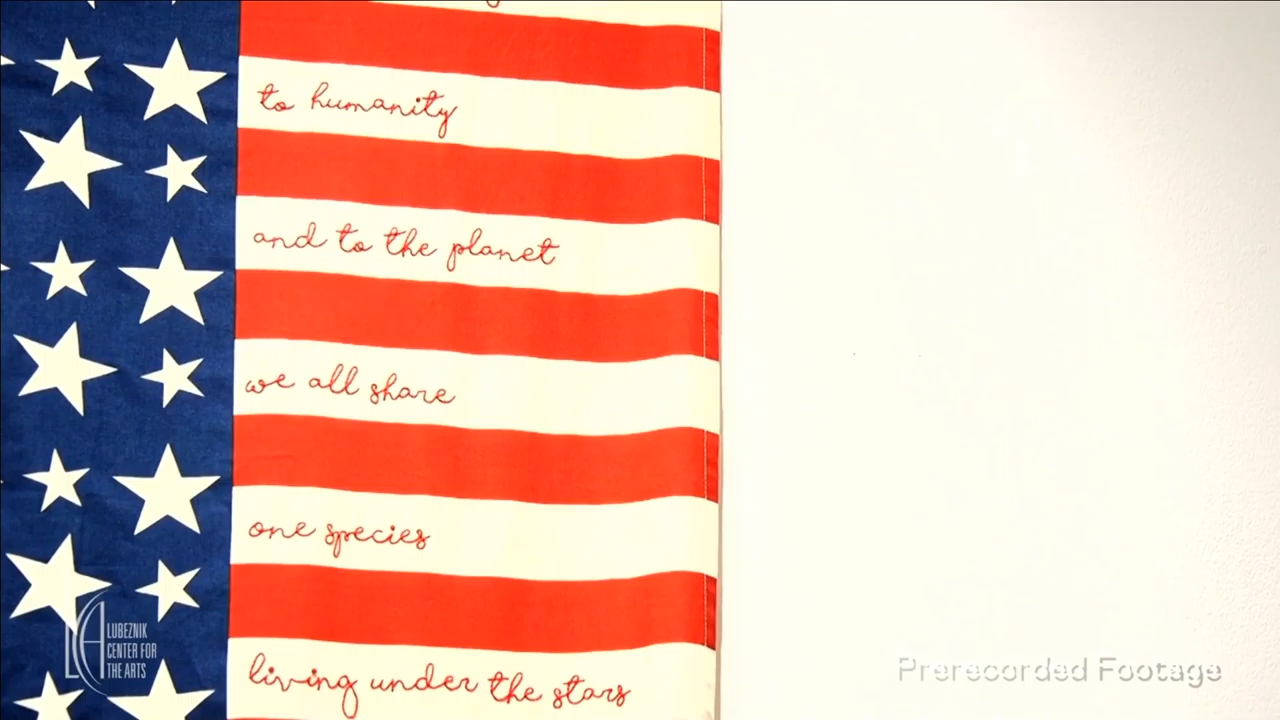 to humanity
and to the planet
we all share
one species
living under the stars
LUBEZNIK
CENTER FOR
THE ARTS
Prerecorded Footage